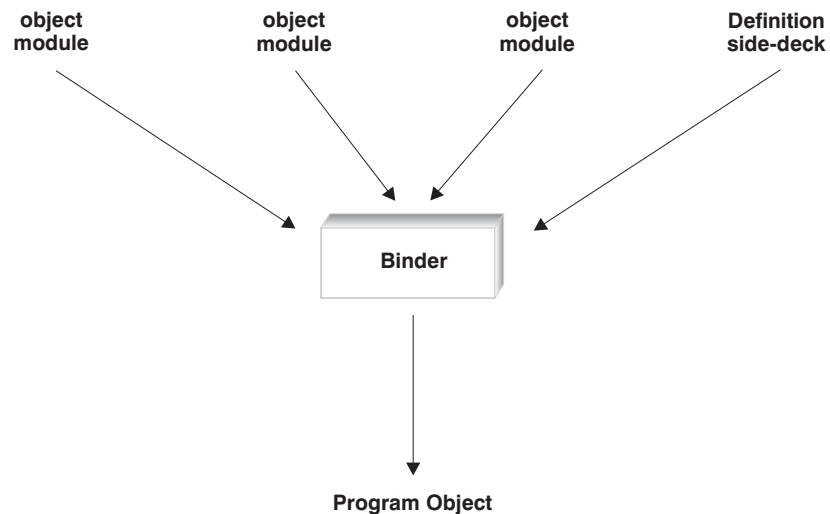 object
module
object
module
object
module
Definition
side-deck
Binder
Program Object